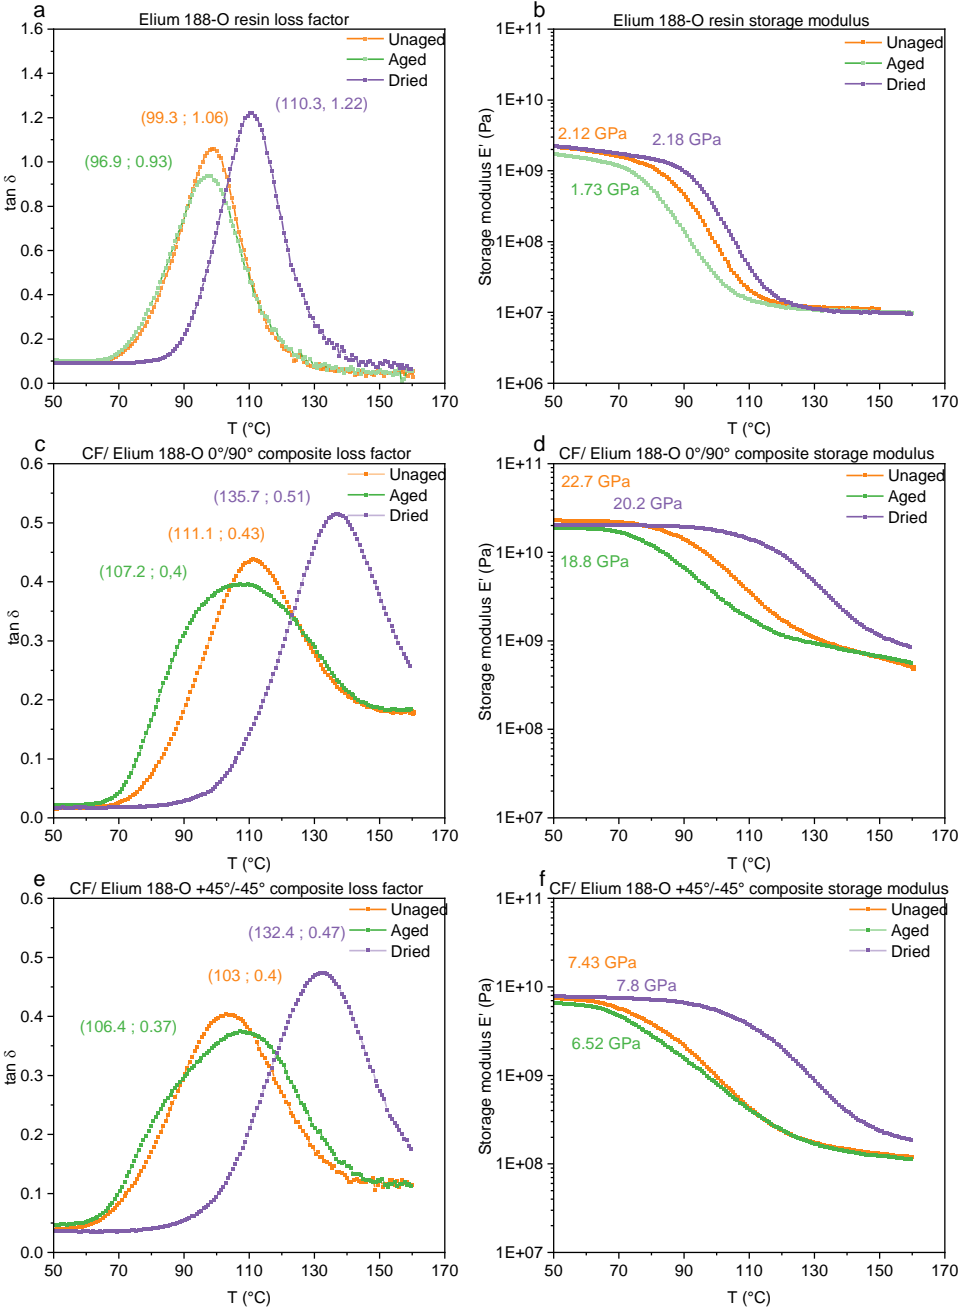 a
Elium 188-O resin loss factor
1.6
1.4
1.2
1.0
0.8
0.6
0.4
0.2
0.0
tan δ
50 70 90 110 130 150 170
T (°C)
Unaged
Aged
Dried
(99.3 ; 1.06)
(110.3, 1.22)
(96.9 ; 0.93)
b
Elium 188-O resin storage modulus
1E+11
1E+10
1E+09
1E+08
1E+07
1E+06
Storage modulus E' (Pa)
50 70 90 110 130 150 170
T (°C)
Unaged
Aged
Dried
2.12 GPa
2.18 GPa
1.73 GPa
c
CF/ Elium 188-O 0°/90° composite loss factor
0.6
0.5
0.4
0.3
0.2
0.1
0.0
tan δ
50 70 90 110 130 150 170
T (°C)
Unaged
Aged
Dried
(135.7 ; 0.51)
(111.1 ; 0.43)
(107.2 ; 0,4)
d
CF/ Elium 188-O 0°/90° composite storage modulus
1E+11
1E+10
1E+09
1E+08
1E+07
Storage modulus E' (Pa)
50 70 90 110 130 150 170
T (°C)
Unaged
Aged
Dried
22.7 GPa
20.2 GPa
18.8 GPa
e
CF/ Elium 188-O +45°/-45° composite loss factor
0.6
0.5
0.4
0.3
0.2
0.1
0.0
tan δ
50 70 90 110 130 150 170
T (°C)
Unaged
Aged
Dried
(132.4 ; 0.47)
(103 ; 0.4)
(106.4 ; 0.37)
f
CF/ Elium 188-O +45°/-45° composite storage modulus
1E+11
1E+10
1E+09
1E+08
1E+07
Storage modulus E' (Pa)
50 70 90 110 130 150 170
T (°C)
Unaged
Aged
Dried
7.43 GPa
7.8 GPa
6.52 GPa